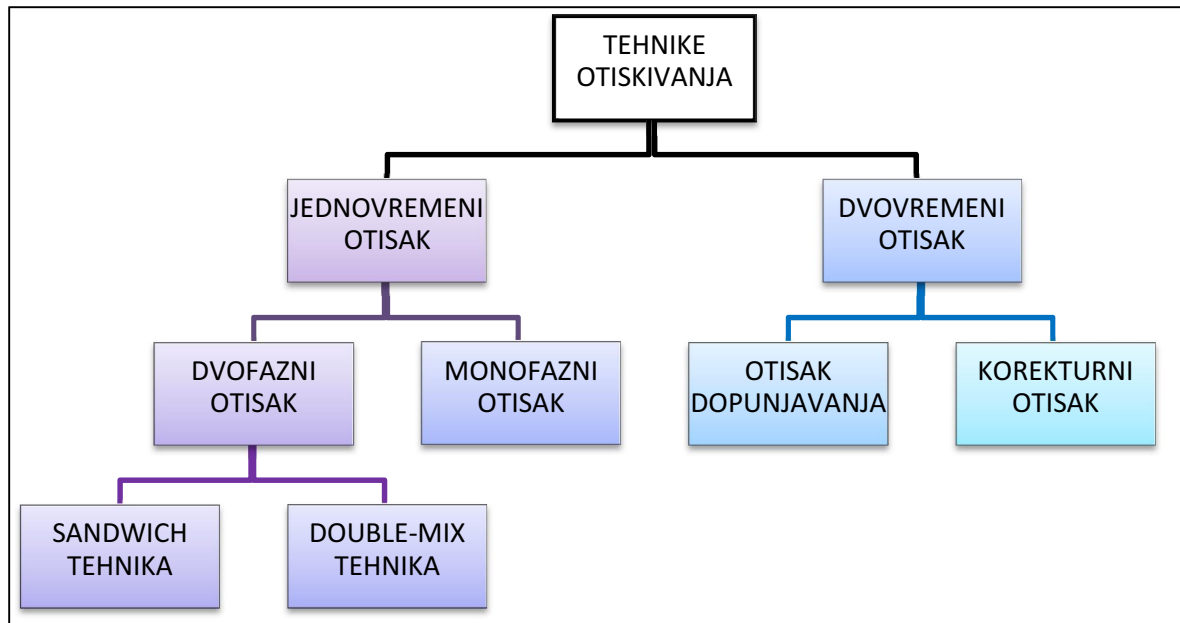 TEHNIKE
OTISKIVANJA
JEDNOVREMENI
OTISAK
DVOVREMENI
OTISAK
DVOFAZNI
OTISAK
MONOFAZNI
OTISAK
OTISAK
DOPUNJAVANJA
KOREKTURNI
OTISAK
SANDWICH
TEHNIKA
DOUBLE-MIX
TEHNIKA